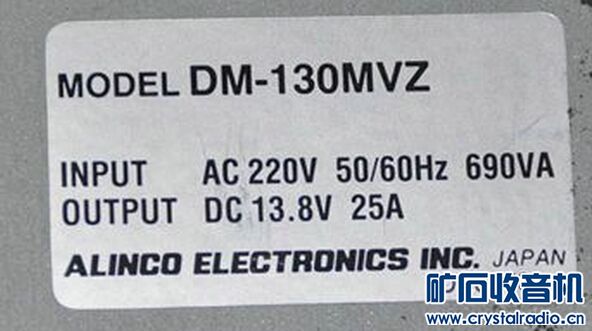 MODEL DM-130MVZ
INPUT AC 220V 50/60Hz 690VA
OUTPUT DC 13.8V 25A
ALINCO ELECTRONICS INC. JAPAN
矿石收音机
www.crystalradio.cn